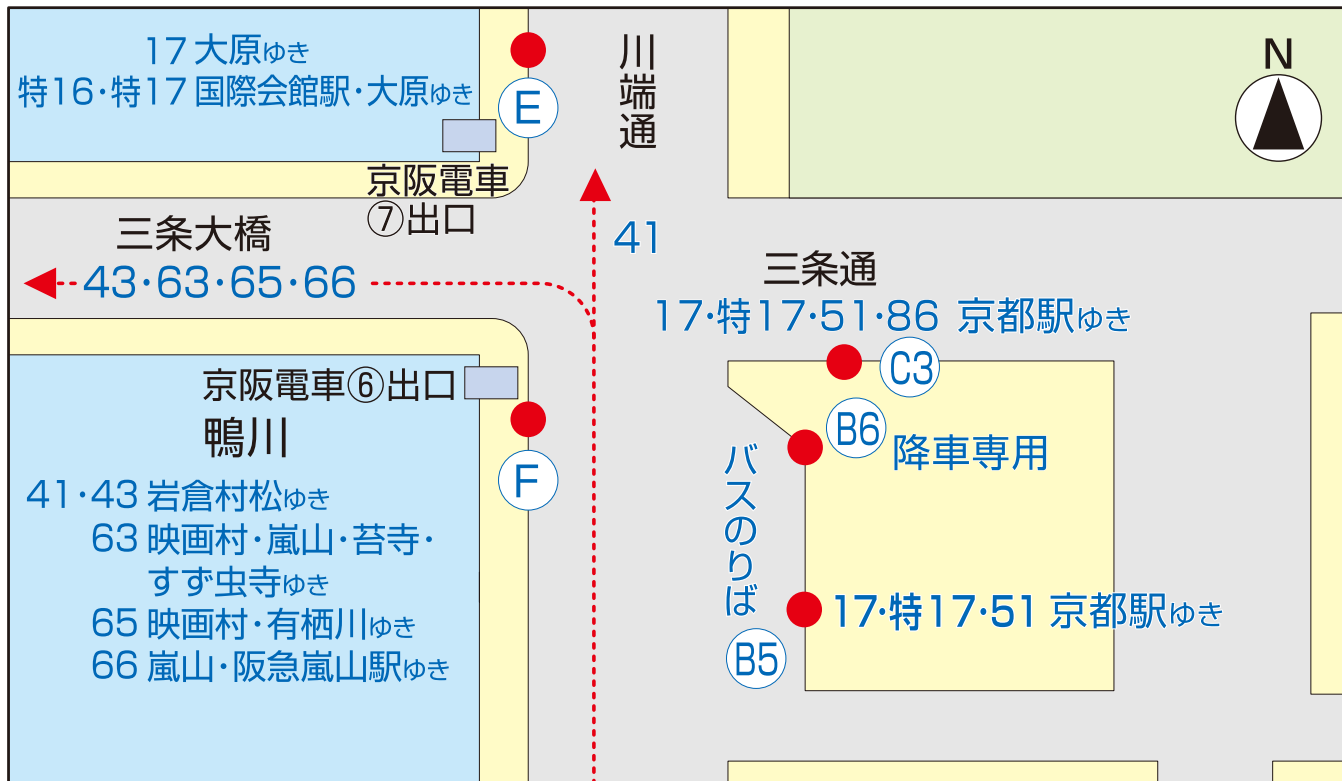 17 大原ゆき
特16・特17 国際会館駅・大原ゆき
E
京阪電車
⑦出口
川端通
N
三条大橋
43・63・65・66
41
三条通
17・特17・51・86 京都駅ゆき
C3
B6
降車専用
バスのりば
17・特17・51 京都駅ゆき
B5
京阪電車⑥出口
鴨川
F
41・43 岩倉村松ゆき
63 映画村・嵐山・苔寺・
すず虫寺ゆき
65 映画村・有栖川ゆき
66 嵐山・阪急嵐山駅ゆき